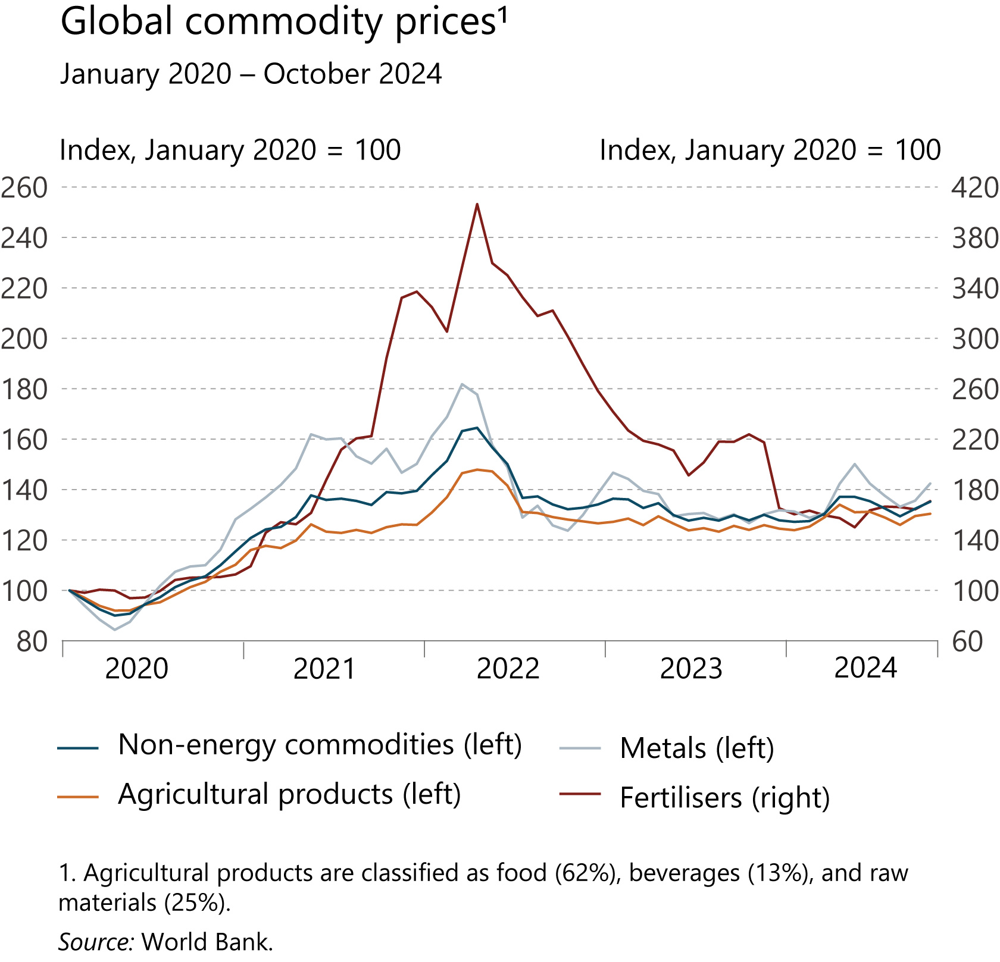 Global commodity prices¹
January 2020 – October 2024
Index, January 2020 = 100
Index, January 2020 = 100
260
420
240
380
220
340
200
300
180
260
160
220
140
180
120
140
100
100
80
60
2020
2021
2022
2023
2024
Non-energy commodities (left)
Metals (left)
Agricultural products (left)
Fertilisers (right)
1. Agricultural products are classified as food (62%), beverages (13%), and raw
materials (25%).
Source: World Bank.